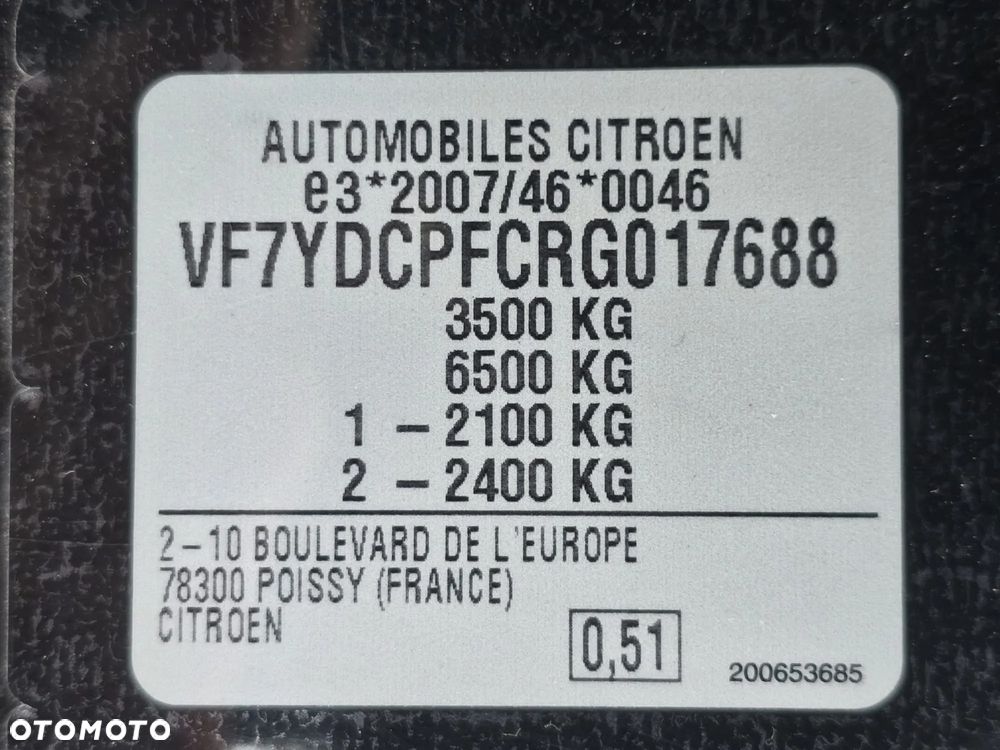 AUTOMOBILES CITROEN
e3*2007/46*0046
VF7YDCPFCRG017688
3500 KG
6500 KG
1 - 2100 KG
2 - 2400 KG
2-10 BOULEVARD DE L'EUROPE
78300 POISSY (FRANCE)
CITROEN
0,51
200653685
OTOMOTO